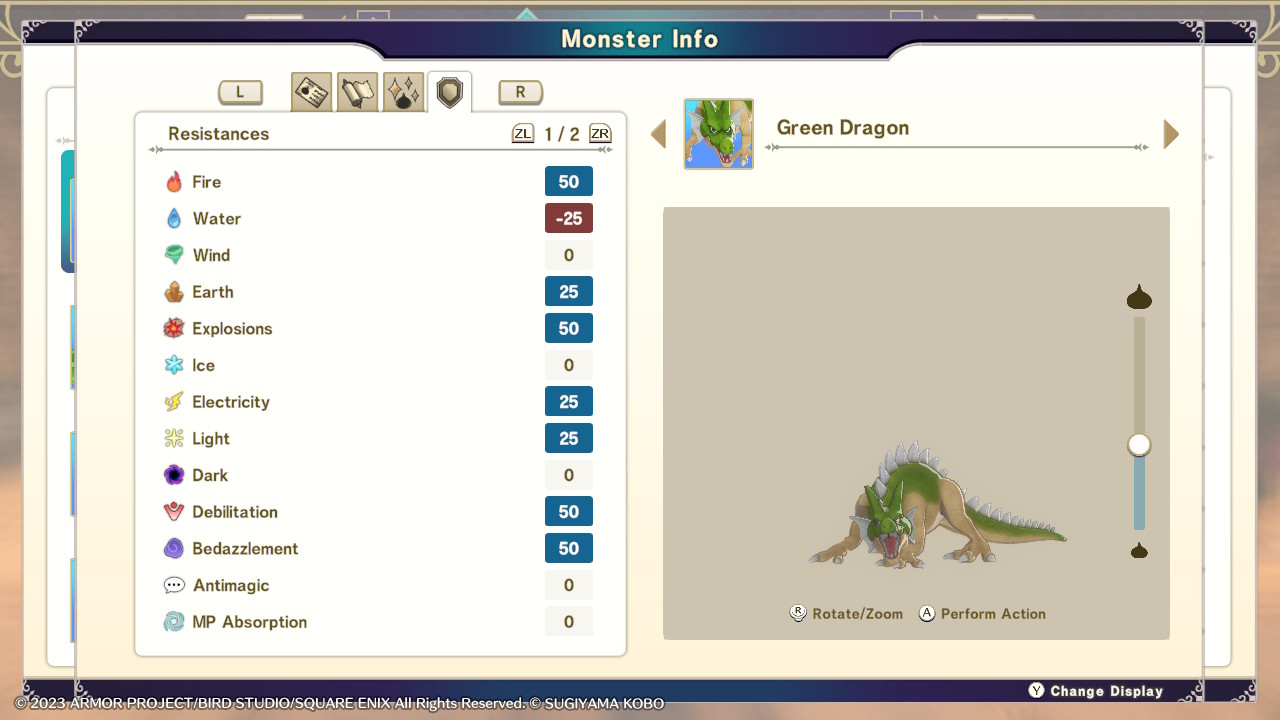 Monster Info
L
R
Resistances
ZL 1 / 2 ZR
Green Dragon
Fire 50
Water -25
Wind 0
Earth 25
Explosions 50
Ice 0
Electricity 25
Light 25
Dark 0
Debilitation 50
Bedazzlement 50
Antimagic 0
MP Absorption 0
R Rotate/Zoom A Perform Action
Y Change Display
© 2023 ARMOR PROJECT/BIRD STUDIO/SQUARE ENIX All Rights Reserved. © SUGIYAMA KOBO